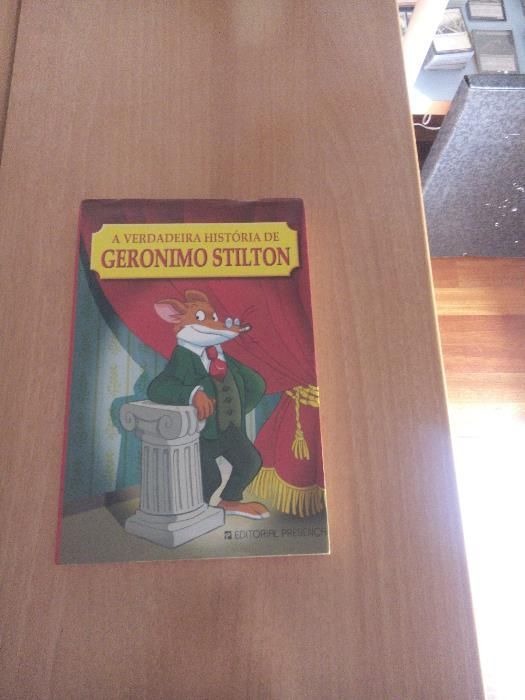 A VERDADEIRA HISTÓRIA DE
GERONIMO STILTON
EDITORIAL PRESENÇA